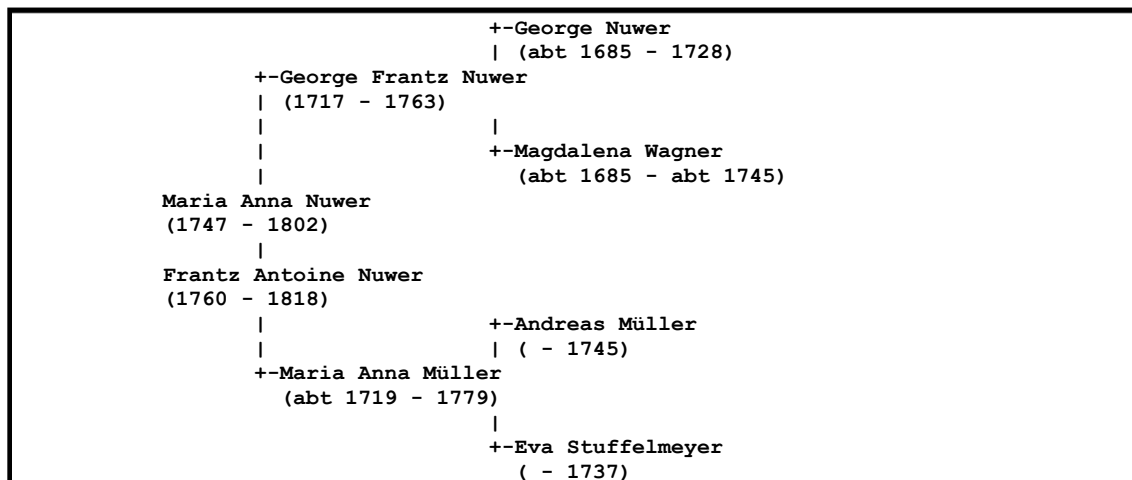 +-George Nuwer
| (abt 1685 - 1728)
+-George Frantz Nuwer
| (1717 - 1763)
| |
| +-Magdalena Wagner
| (abt 1685 - abt 1745)
Maria Anna Nuwer
(1747 - 1802)
|
Frantz Antoine Nuwer
(1760 - 1818)
| +-Andreas Müller
| | ( - 1745)
+-Maria Anna Müller
(abt 1719 - 1779)
|
+-Eva Stuffelmeyer
( - 1737)